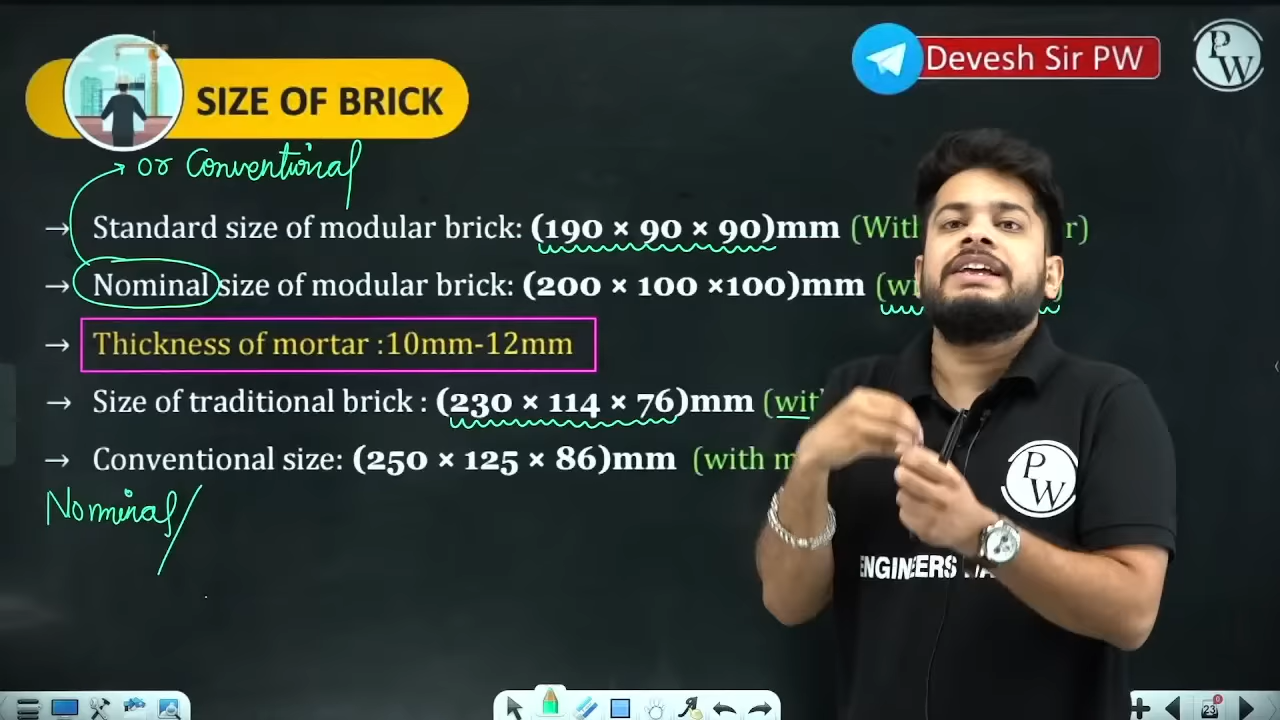 SIZE OF BRICK
Devesh Sir PW
PW
or Conventional
→ Standard size of modular brick: (190 × 90 × 90)mm (With r)
→ Nominal size of modular brick: (200 × 100 ×100)mm
→ Thickness of mortar :10mm-12mm
→ Size of traditional brick : (230 × 114 × 76)mm
→ Conventional size: (250 × 125 × 86)mm (with
Nominal/
PW
ENGINEERS
23